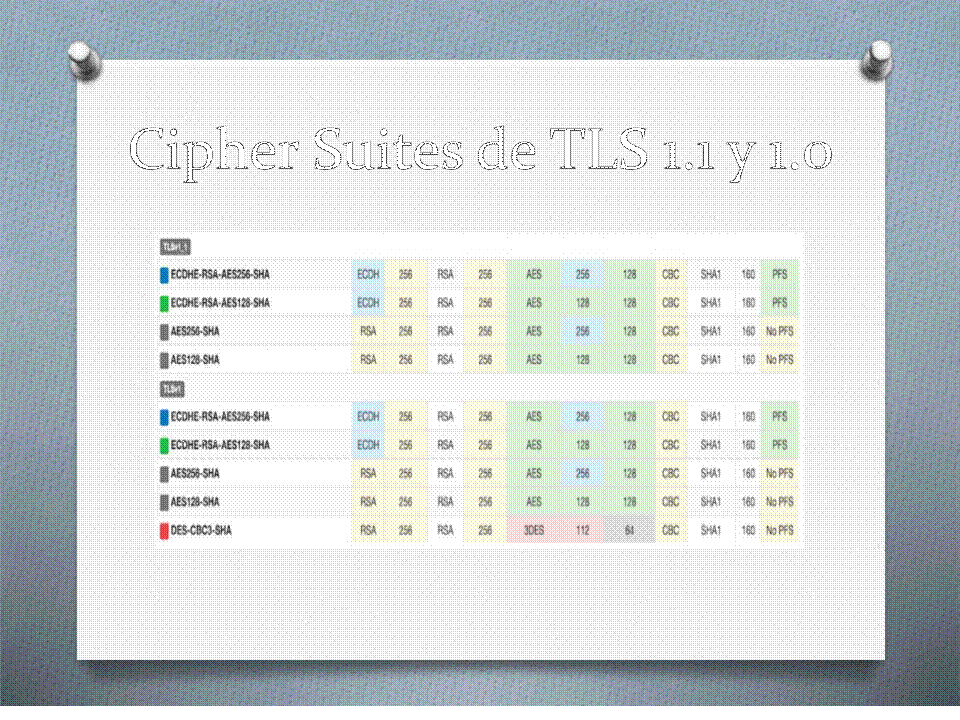 Cipher Suites de TLS 1.1 y 1.0
TLSv1_1
ECDHE-RSA-AES256-SHA ECDH 256 RSA 256 AES 256 128 CBC SHA1 160 PFS
ECDHE-RSA-AES128-SHA ECDH 256 RSA 256 AES 128 128 CBC SHA1 160 PFS
AES256-SHA RSA 256 RSA 256 AES 256 128 CBC SHA1 160 No PFS
AES128-SHA RSA 256 RSA 256 AES 128 128 CBC SHA1 160 No PFS
TLSv1
ECDHE-RSA-AES256-SHA ECDH 256 RSA 256 AES 256 128 CBC SHA1 160 PFS
ECDHE-RSA-AES128-SHA ECDH 256 RSA 256 AES 128 128 CBC SHA1 160 PFS
AES256-SHA RSA 256 RSA 256 AES 256 128 CBC SHA1 160 No PFS
AES128-SHA RSA 256 RSA 256 AES 128 128 CBC SHA1 160 No PFS
DES-CBC3-SHA RSA 256 RSA 256 3DES 112 64 CBC SHA1 160 No PFS